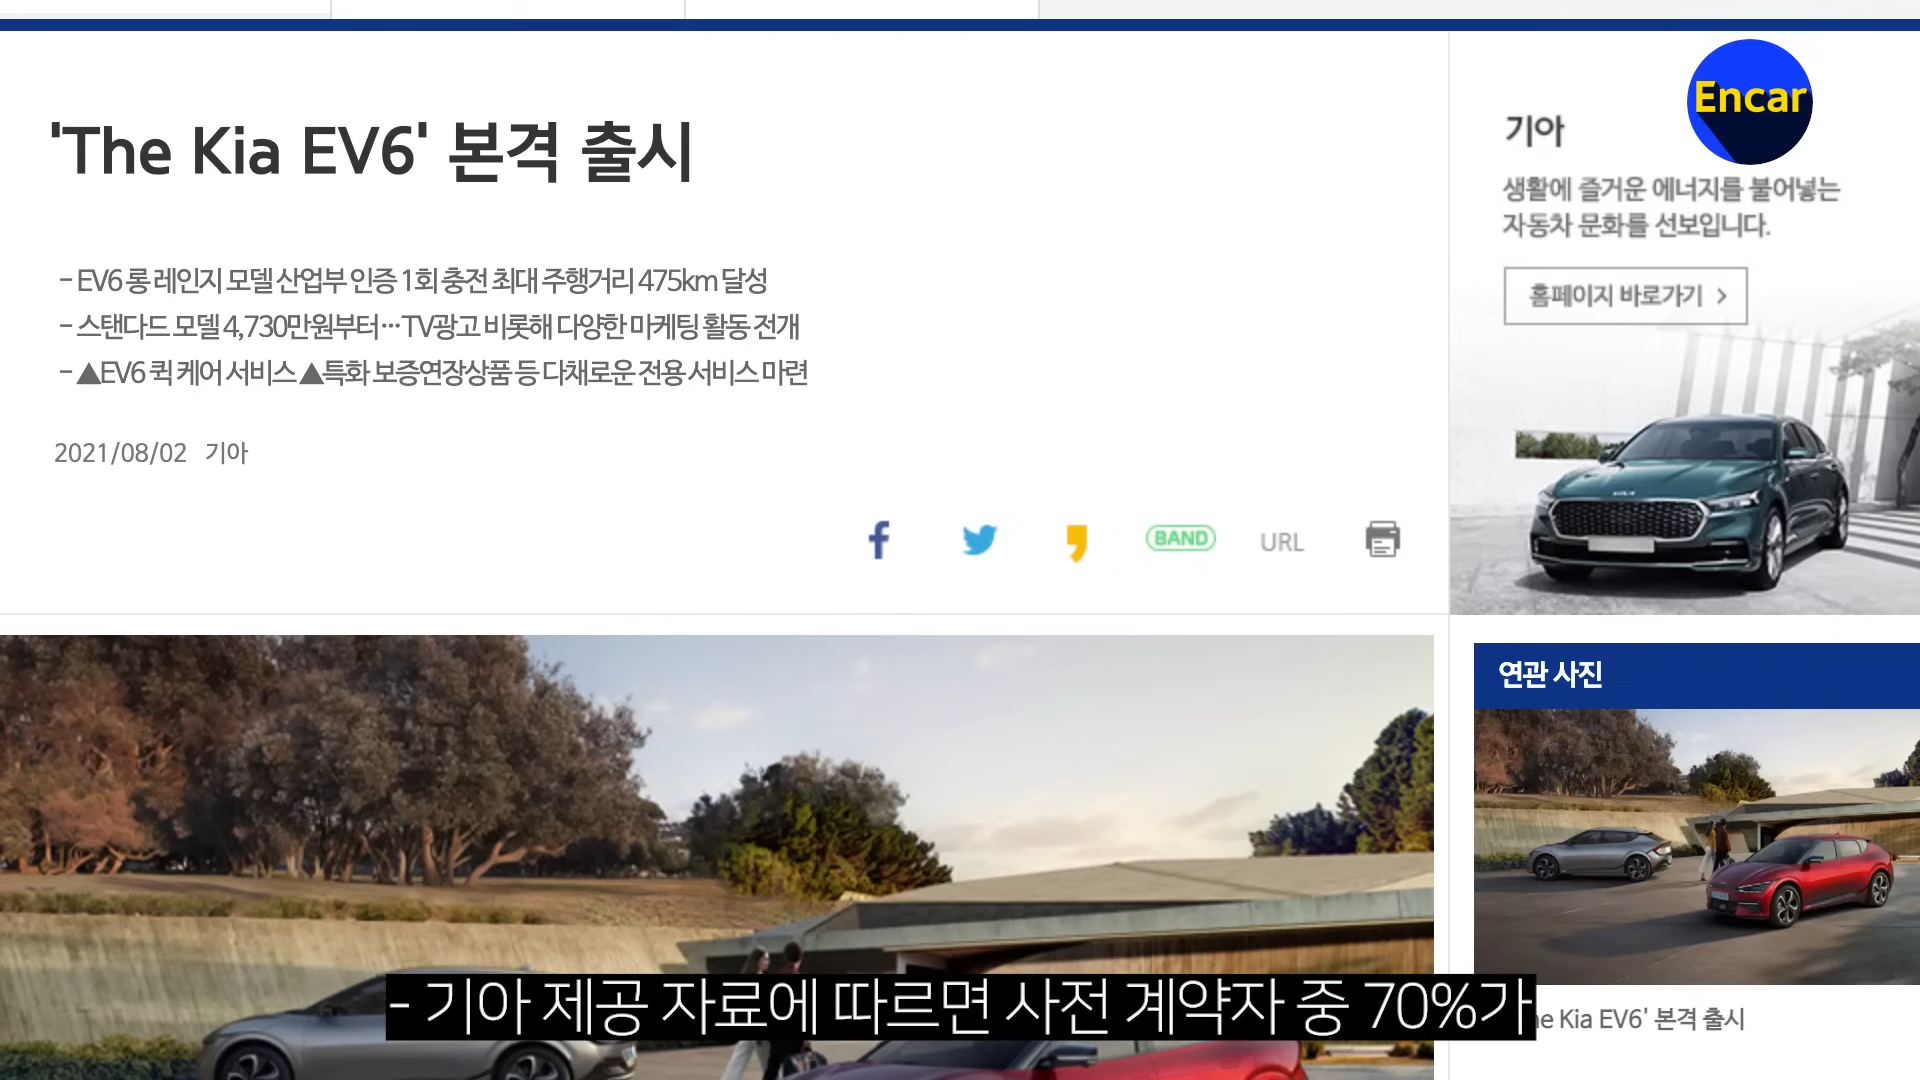 'The Kia EV6' 본격 출시
- EV6 롱 레인지 모델 산업부 인증 1회 충전 최대 주행거리 475km 달성
- 스탠다드 모델 4,730만원부터…TV광고 비롯해 다양한 마케팅 활동 전개
- ▲EV6 퀵 케어 서비스 ▲특화 보증연장상품 등 다채로운 전용 서비스 마련
2021/08/02 기아
BAND URL
Encar
기아
생활에 즐거운 에너지를 불어넣는
자동차 문화를 선보입니다.
홈페이지 바로가기 >
연관 사진
he Kia EV6' 본격 출시
- 기아 제공 자료에 따르면 사전 계약자 중 70%가